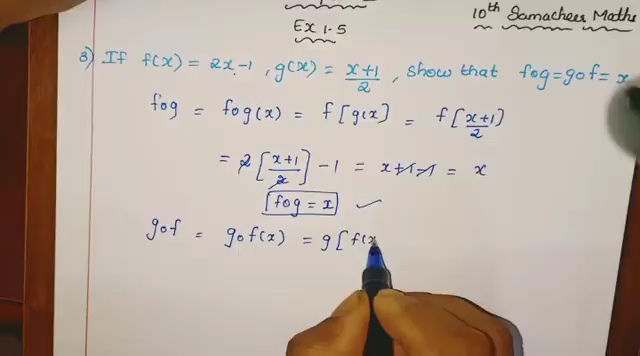 10th Samacheer Maths
Ex 1.5
3) If f(x) = 2x-1, g(x) = x+1/2, show that fog = gof = x
fog = fog(x) = f[g(x)] = f[x+1/2]
= 2[x+1/2] - 1 = x+1-1 = x
fog = x ✓
gof = gof(x) = g[f(x